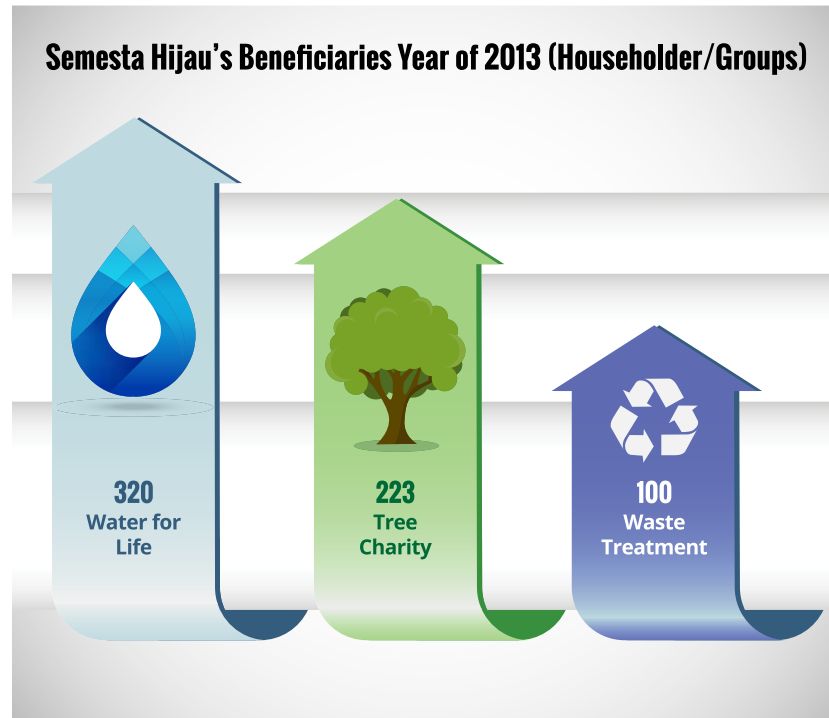 Semesta Hijau's Beneficiaries Year of 2013 (Householder/Groups)
320
Water for
Life
223
Tree
Charity
100
Waste
Treatment